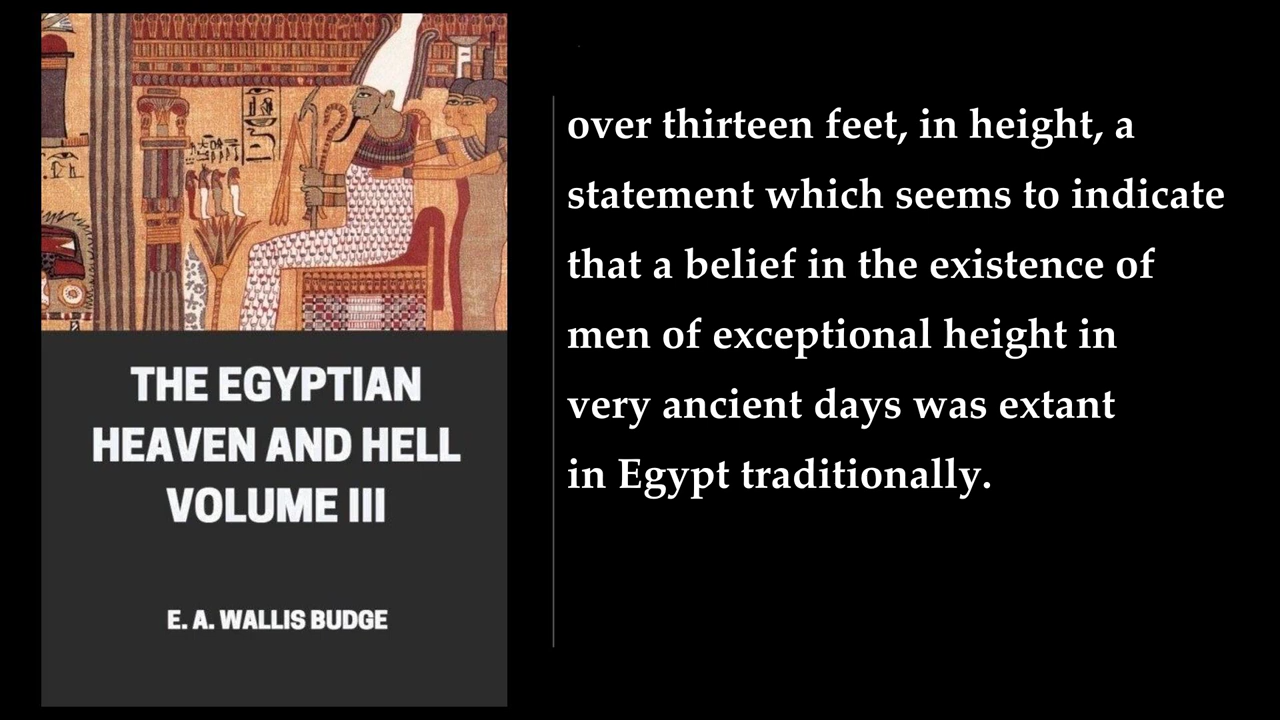 THE EGYPTIAN
HEAVEN AND HELL
VOLUME III
E. A. WALLIS BUDGE
over thirteen feet, in height, a
statement which seems to indicate
that a belief in the existence of
men of exceptional height in
very ancient days was extant
in Egypt traditionally.